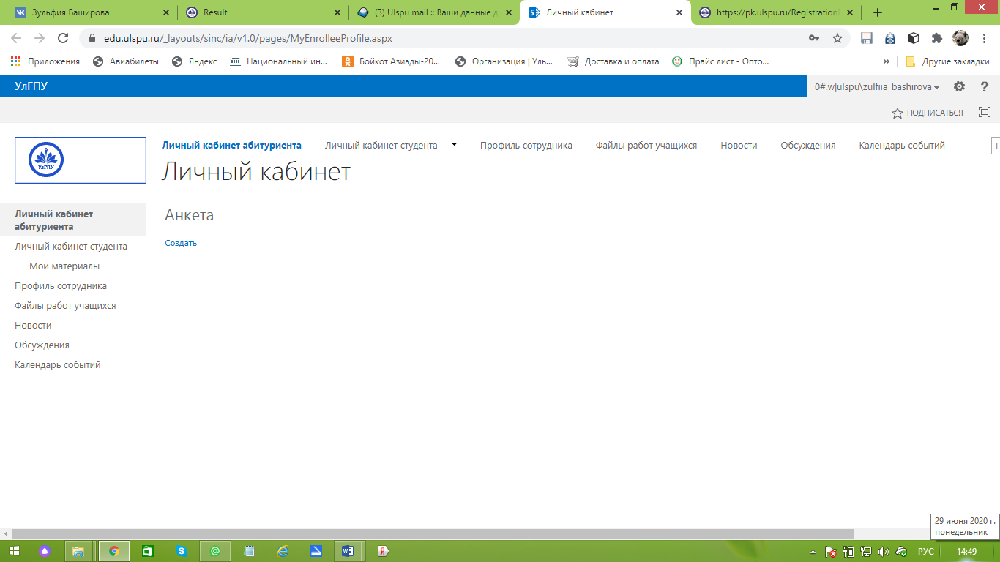 Зульфия Баширова
Result
(3) Ulspu mail :: Ваши данные д
Личный кабинет
https://pk.ulspu.ru/Registration
edu.ulspu.ru/_layouts/sinc/ia/v1.0/pages/MyEnrolleeProfile.aspx
Приложения
Авиабилеты
Яндекс
Национальный ин...
Бойкот Азиады-20...
Организация | Уль...
Доставка и оплата
Прайс лист - Опто...
»
Другие закладки
УлГПУ
0#.w|ulspu\zulfiia_bashirova
ПОДПИСАТЬСЯ
УлГПУ
Личный кабинет абитуриента
Личный кабинет студента
Профиль сотрудника
Файлы работ учащихся
Новости
Обсуждения
Календарь событий
Личный кабинет
Личный кабинет
абитуриента
Личный кабинет студента
Мои материалы
Профиль сотрудника
Файлы работ учащихся
Новости
Обсуждения
Календарь событий
Анкета
Создать
29 июня 2020 г.
понедельник
РУС
14:49